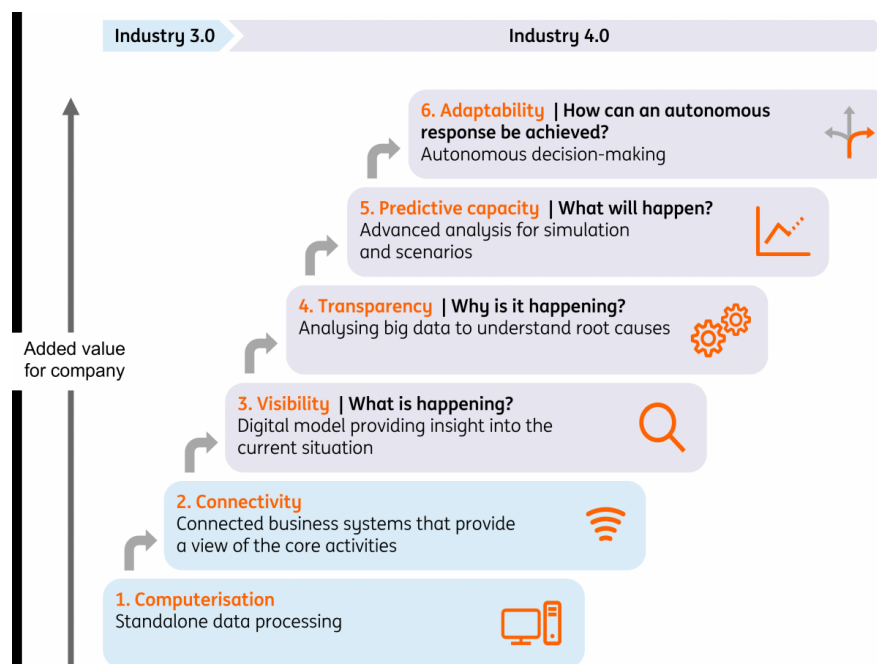 Industry 3.0
Industry 4.0
6. Adaptability | How can an autonomous
response be achieved?
Autonomous decision-making
5. Predictive capacity | What will happen?
Advanced analysis for simulation
and scenarios
4. Transparency | Why is it happening?
Analysing big data to understand root causes
Added value
for company
3. Visibility | What is happening?
Digital model providing insight into the
current situation
2. Connectivity
Connected business systems that provide
a view of the core activities
1. Computerisation
Standalone data processing